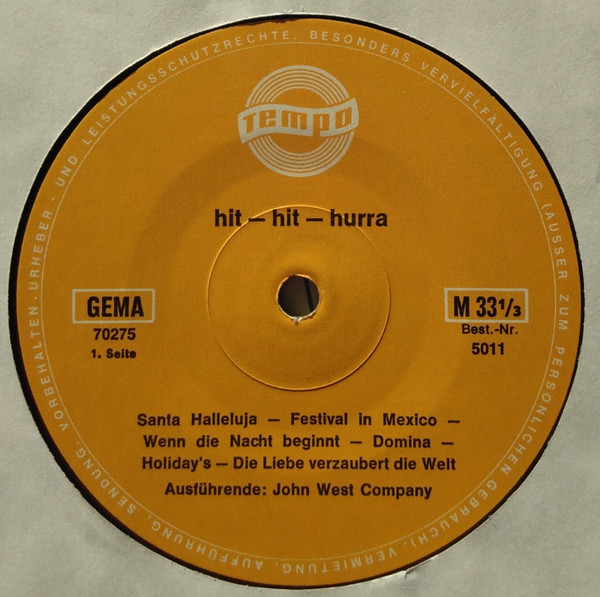 URHEBER - UND LEISTUNGSSCHUTZRECHTE, BESONDERS VERVIELFÄLTIGUNG (AUSSER ZUM PERSÖNLICHEN GEBRAUCH), VERMIETUNG, AUFFÜHRUNG, SENDUNG, VORBEHALTEN ·
TEMPO
hit – hit – hurra
GEMA
70275
1. Seite
M 33 1/3
Best.-Nr.
5011
Santa Halleluja – Festival in Mexico –
Wenn die Nacht beginnt – Domina –
Holiday's – Die Liebe verzaubert die Welt
Ausführende: John West Company